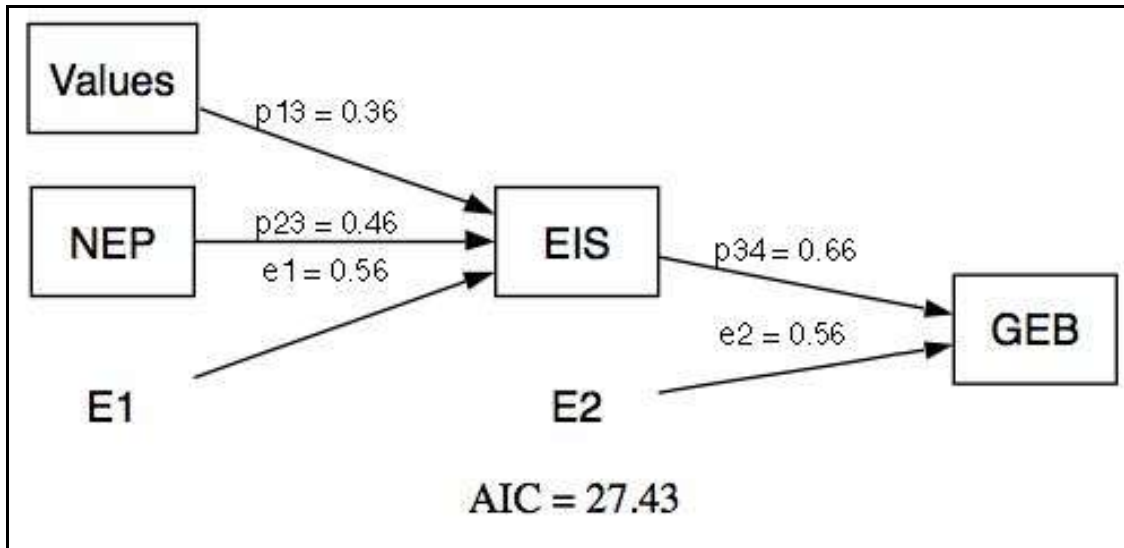 Values
p13 = 0.36
NEP
p23 = 0.46
e1 = 0.56
EIS
p34 = 0.66
e2 = 0.56
GEB
E1
E2
AIC = 27.43